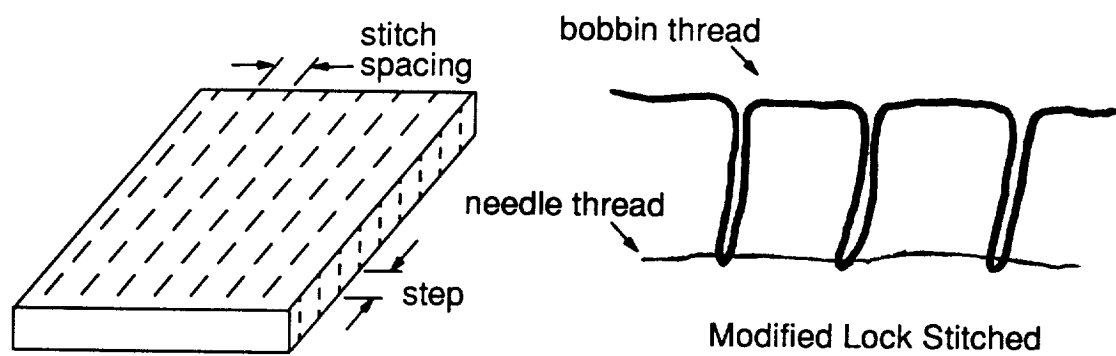 stitch
spacing
step
bobbin thread
needle thread
Modified Lock Stitched